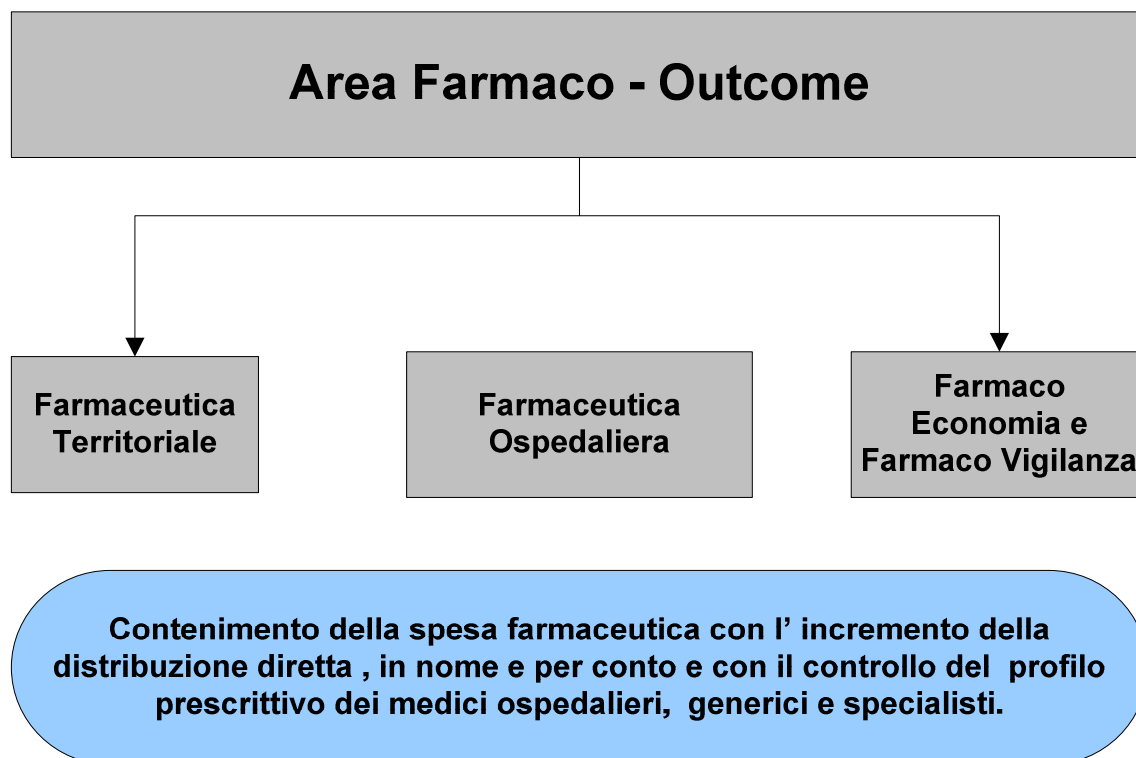 Area Farmaco - Outcome
Farmaceutica
Territoriale
Farmaceutica
Ospedaliera
Farmaco
Economia e
Farmaco Vigilanza
Contenimento della spesa farmaceutica con l' incremento della
distribuzione diretta , in nome e per conto e con il controllo del profilo
prescrittivo dei medici ospedalieri, generici e specialisti.